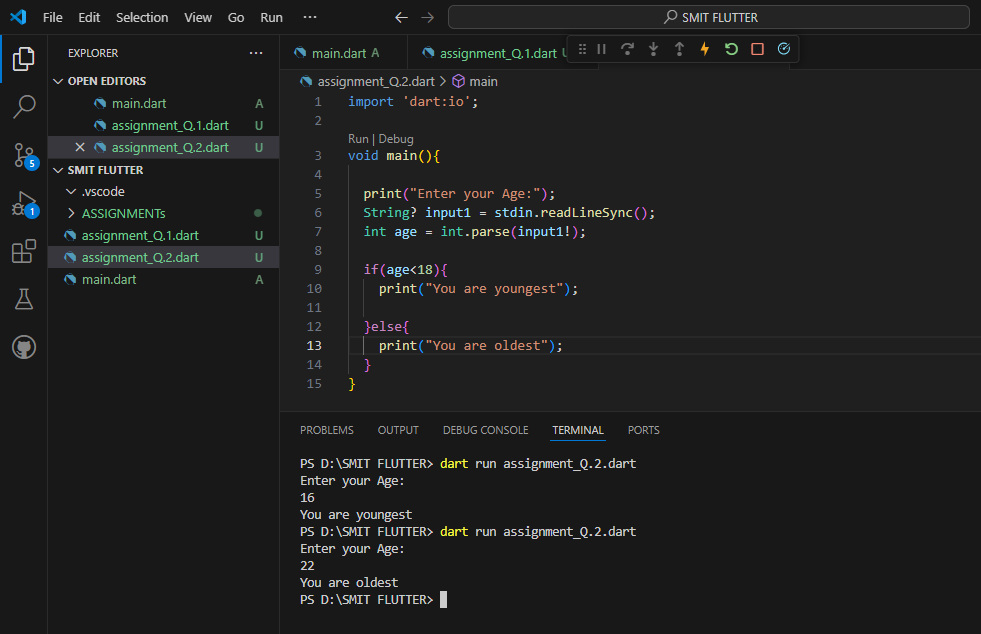 File Edit Selection View Go Run ··· ← → SMIT FLUTTER
EXPLORER ···
OPEN EDITORS
main.dart A
assignment_Q.1.dart U
assignment_Q.2.dart U
SMIT FLUTTER
.vscode
ASSIGNMENTs
assignment_Q.1.dart U
assignment_Q.2.dart U
main.dart A
5
1
main.dart A
assignment_Q.1.dart U
assignment_Q.2.dart > main
1 import 'dart:io';
2
Run | Debug
3 void main(){
4
5 print("Enter your Age:");
6 String? input1 = stdin.readLineSync();
7 int age = int.parse(input1!);
8
9 if(age<18){
10 print("You are youngest");
11
12 }else{
13 print("You are oldest");
14 }
15 }
PROBLEMS OUTPUT DEBUG CONSOLE TERMINAL PORTS
PS D:\SMIT FLUTTER> dart run assignment_Q.2.dart
Enter your Age:
16
You are youngest
PS D:\SMIT FLUTTER> dart run assignment_Q.2.dart
Enter your Age:
22
You are oldest
PS D:\SMIT FLUTTER>